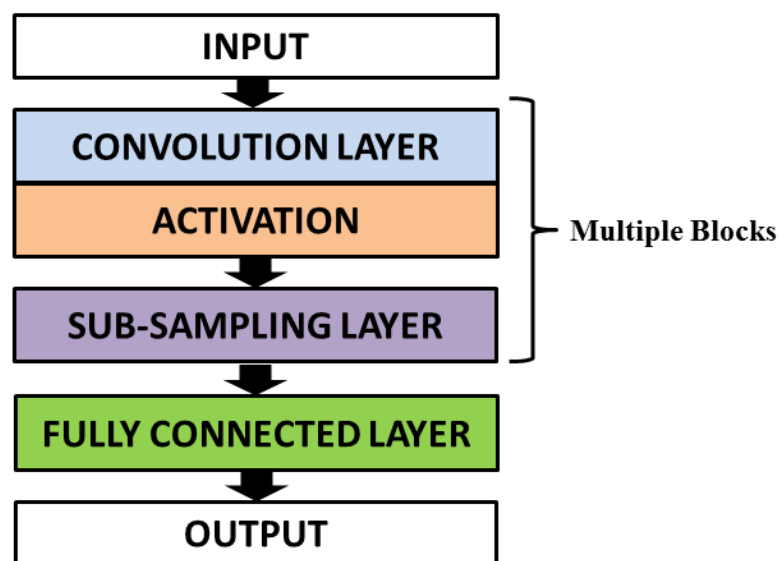 INPUT
CONVOLUTION LAYER
ACTIVATION
Multiple Blocks
SUB-SAMPLING LAYER
FULLY CONNECTED LAYER
OUTPUT